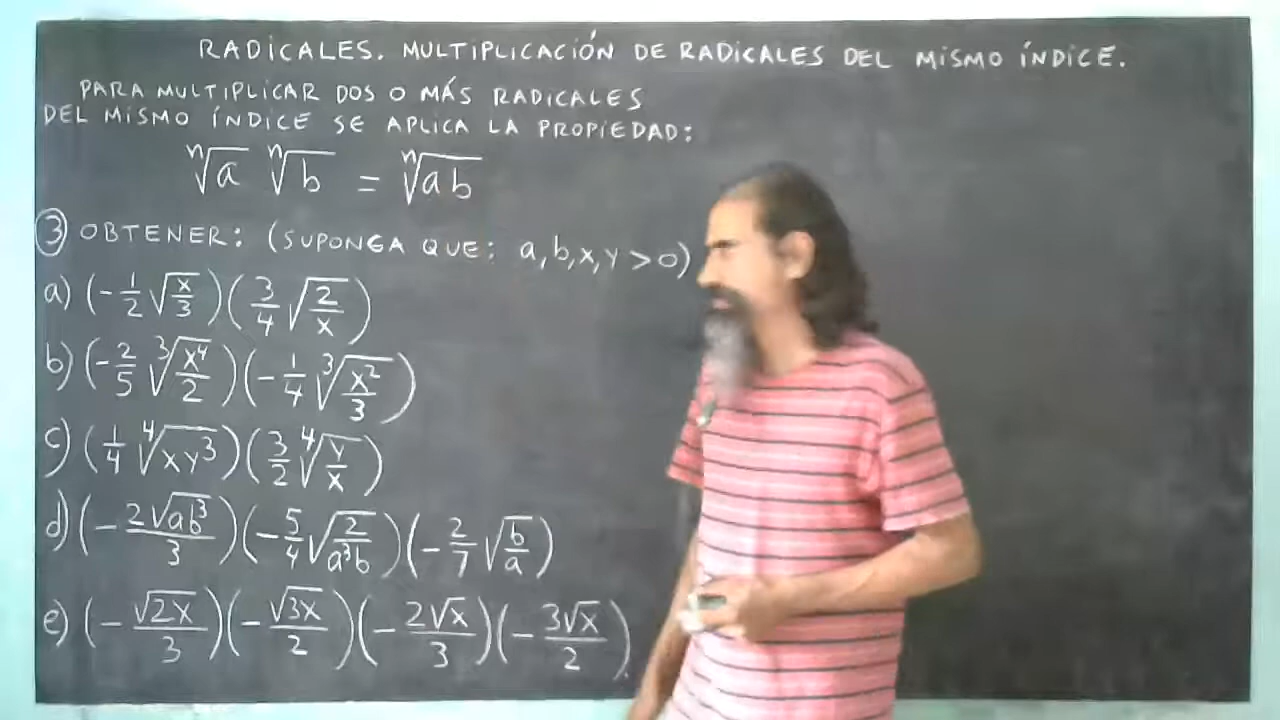 RADICALES. MULTIPLICACIÓN DE RADICALES DEL MISMO ÍNDICE.
PARA MULTIPLICAR DOS O MÁS RADICALES
DEL MISMO ÍNDICE SE APLICA LA PROPIEDAD:
ⁿ√a ⁿ√b = ⁿ√(ab)
③ OBTENER: (SUPONGA QUE: a,b,x,y>0)
a) (-1/2 √(x/3))(3/4 √(2/x))
b) (-2/5 ³√(x⁴/2))(-1/4 ³√(x²/3))
c) (1/4 ⁴√(xy³))(3/2 ⁴√(y/x))
d) (-2√(ab³)/3)(-5/4 √(2/(a³b)))(-2/7 √(b/a))
e) (-√(2x)/3)(-√(3x)/2)(-2√x/3)(-3√x/2).